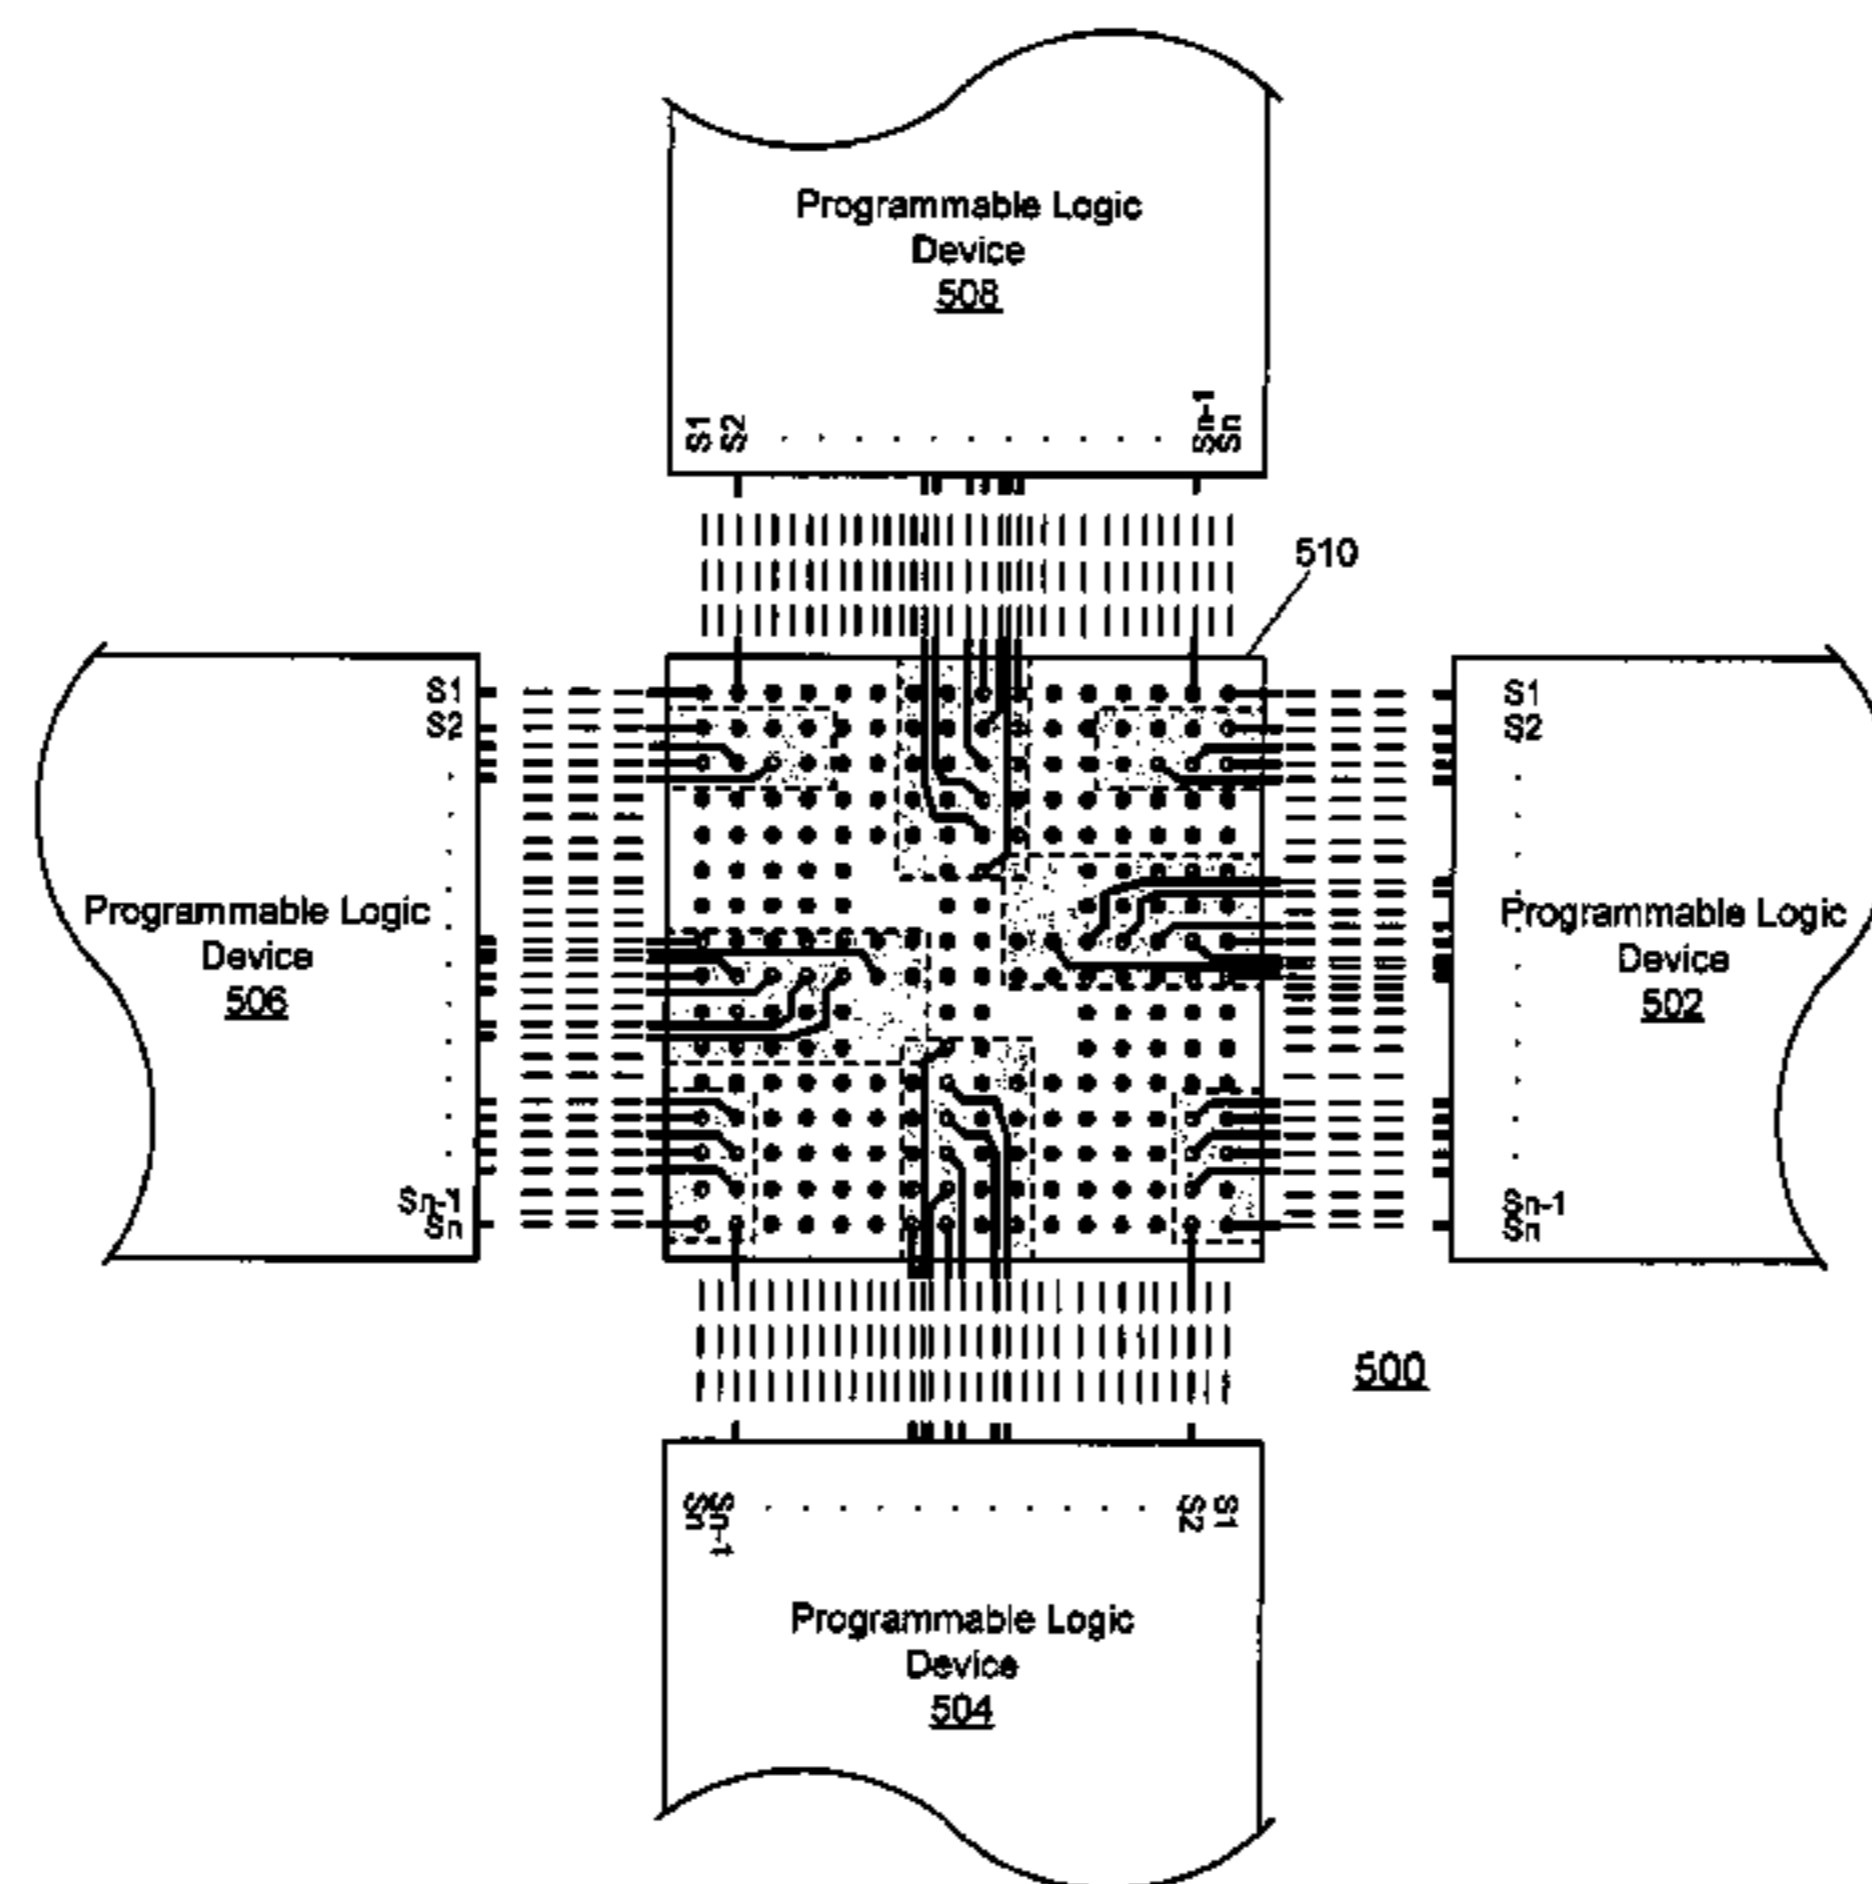 Programmable Logic
Device
508
S1
S2
Sn-1
Sn
510
S1
S2
Programmable Logic
Device
506
Sn-1
Sn
S1
S2
Programmable Logic
Device
502
Sn-1
Sn
500
Sn
Sn-1
S2
S1
Programmable Logic
Device
504